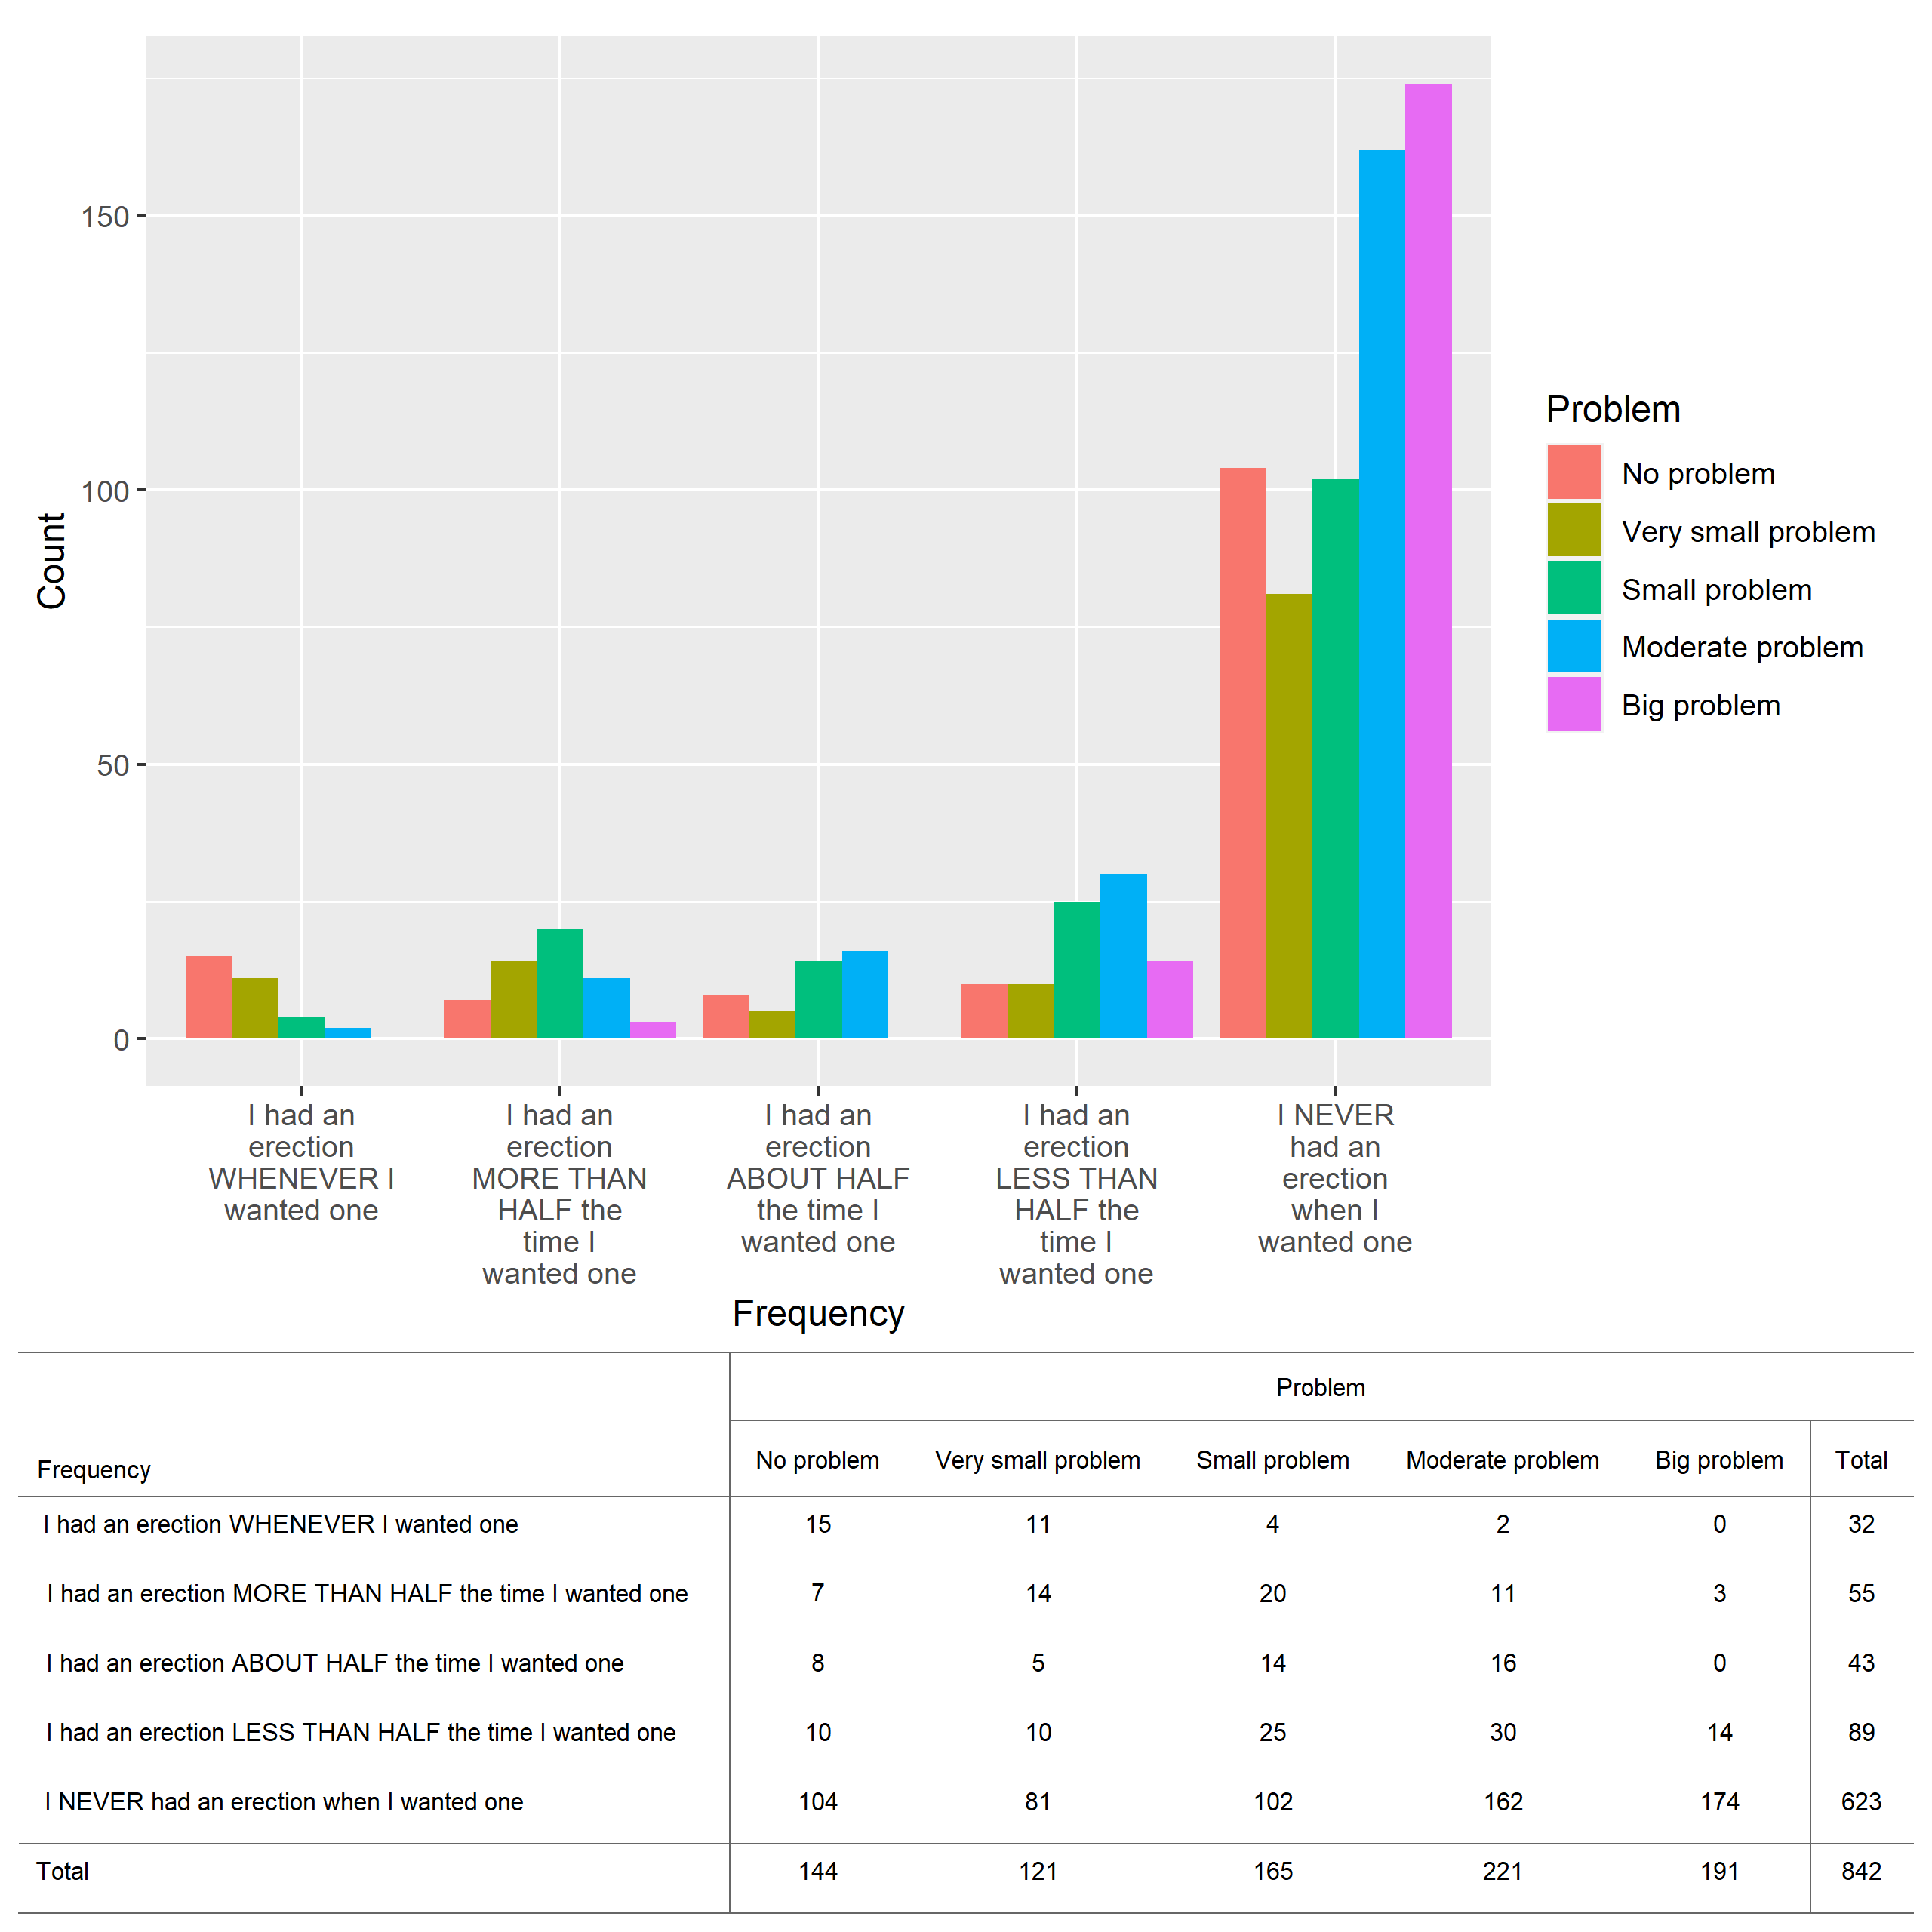 150
100
50
0
Count
I had an
erection
WHENEVER I
wanted one
I had an
erection
MORE THAN
HALF the
time I
wanted one
I had an
erection
ABOUT HALF
the time I
wanted one
I had an
erection
LESS THAN
HALF the
time I
wanted one
I NEVER
had an
erection
when I
wanted one
Frequency
Problem
No problem
Very small problem
Small problem
Moderate problem
Big problem
Problem
Frequency No problem Very small problem Small problem Moderate problem Big problem Total
I had an erection WHENEVER I wanted one 15 11 4 2 0 32
I had an erection MORE THAN HALF the time I wanted one 7 14 20 11 3 55
I had an erection ABOUT HALF the time I wanted one 8 5 14 16 0 43
I had an erection LESS THAN HALF the time I wanted one 10 10 25 30 14 89
I NEVER had an erection when I wanted one 104 81 102 162 174 623
Total 144 121 165 221 191 842